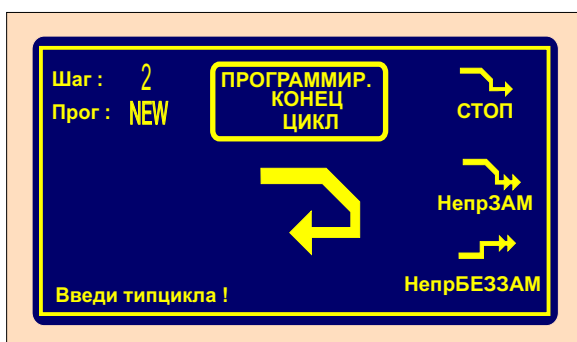 Шаг : 2
Прог : NEW
ПРОГРАММИР.
КОНЕЦ
ЦИКЛ
СТОП
НепрЗАМ
НепрБЕЗЗАМ
Введи типцикла !